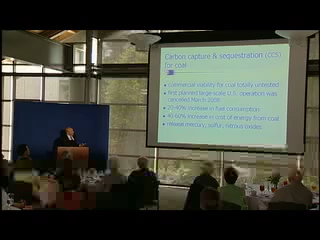 Carbon capture & sequestration (CCS)
for coal
commercial viability for coal totally untested
first planned large-scale U.S. operation was
cancelled March 2008
20-40% increase in fuel consumption
40-60% increase in cost of energy from coal
release mercury, sulfur, nitrous oxides